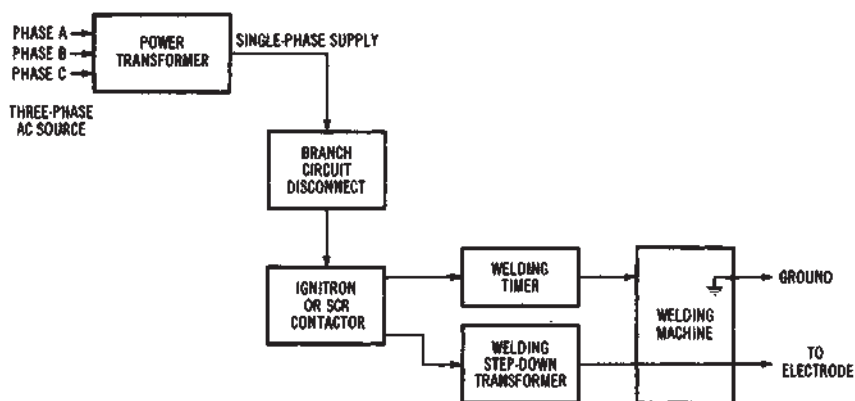 PHASE A
PHASE B
PHASE C
THREE-PHASE
AC SOURCE
POWER
TRANSFORMER
SINGLE-PHASE SUPPLY
BRANCH
CIRCUIT
DISCONNECT
IGNITRON
OR SCR
CONTACTOR
WELDING
TIMER
WELDING
STEP-DOWN
TRANSFORMER
WELDING
MACHINE
GROUND
TO
ELECTRODE